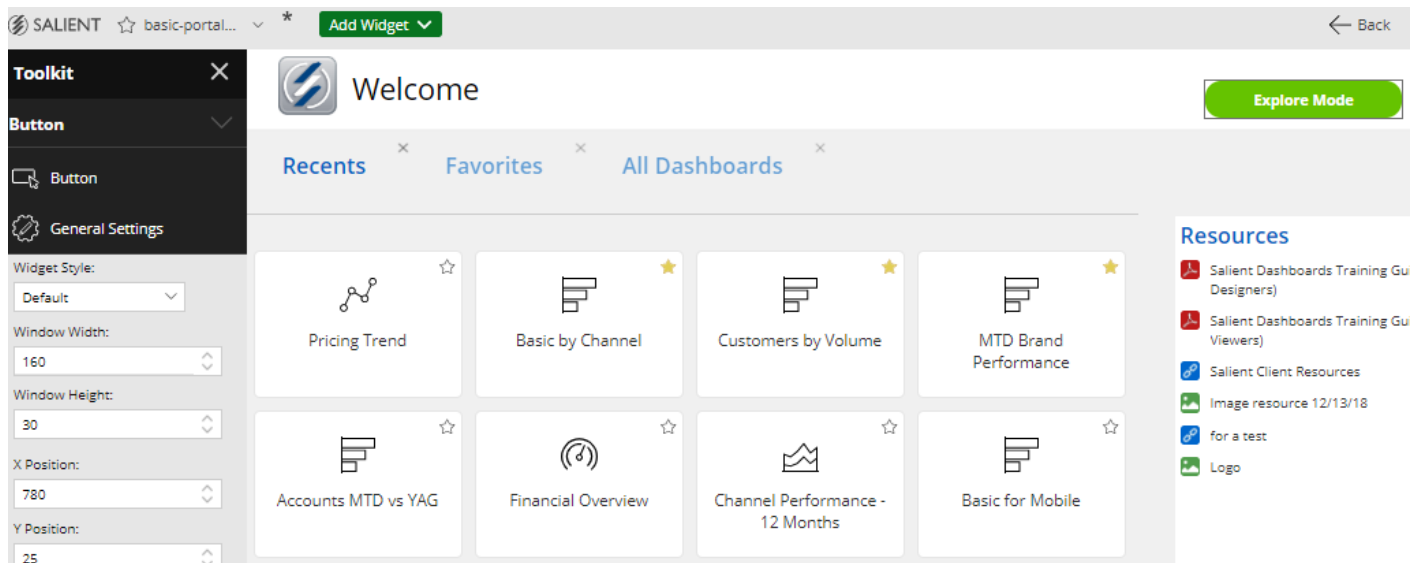 SALIENT basic-portal... * Add Widget Back
Toolkit
Button
Button
General Settings
Widget Style:
Default
Window Width:
160
Window Height:
30
X Position:
780
Y Position:
25
Welcome
Explore Mode
Recents Favorites All Dashboards
Pricing Trend
Basic by Channel
Customers by Volume
MTD Brand
Performance
Accounts MTD vs YAG
Financial Overview
Channel Performance -
12 Months
Basic for Mobile
Resources
Salient Dashboards Training Gu
Designers)
Salient Dashboards Training Gu
Viewers)
Salient Client Resources
Image resource 12/13/18
for a test
Logo